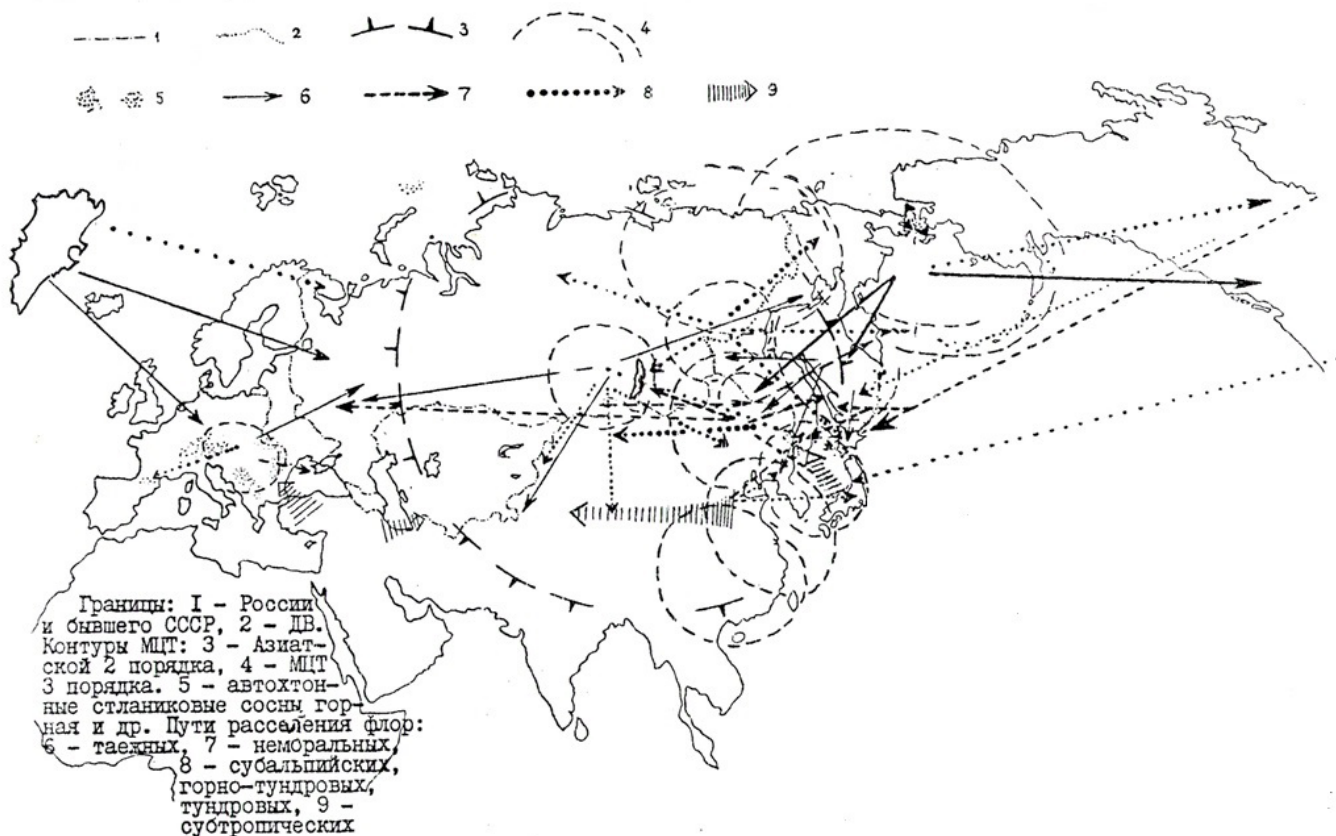 1 2 3 4
5 6 7 8 9
Границы: I – России
и бывшего СССР, 2 – ДВ.
Контуры МЦТ: 3 – Азиат-
ской 2 порядка, 4 – МЦТ
3 порядка. 5 – автохтон-
ные стланиковые сосны гор-
ная и др. Пути расселения флор:
6 – таежных, 7 – неморальных,
8 – субальпийских,
горно-тундровых,
тундровых, 9 –
субтропических